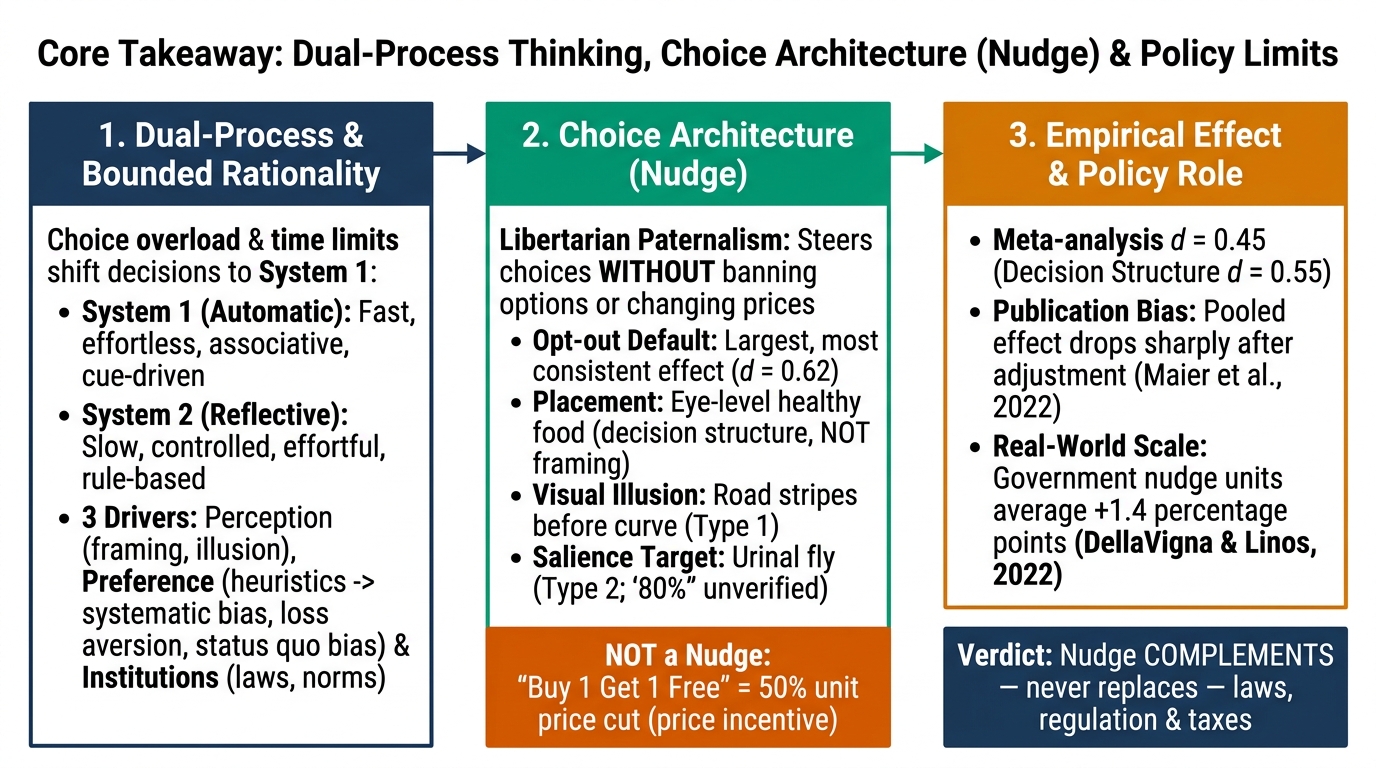 Core Takeaway: Dual-Process Thinking, Choice Architecture (Nudge) & Policy Limits
1. Dual-Process &
Bounded Rationality
Choice overload & time limits
shift decisions to System 1:
• System 1 (Automatic): Fast,
effortless, associative,
cue-driven
• System 2 (Reflective):
Slow, controlled, effortful,
rule-based
• 3 Drivers: Perception
(framing, illusion),
Preference (heuristics ->
systematic bias, loss
aversion, status quo bias) &
Institutions (laws, norms)
2. Choice Architecture
(Nudge)
Libertarian Paternalism: Steers
choices WITHOUT banning
options or changing prices
• Opt-out Default: Largest, most
consistent effect (d = 0.62)
• Placement: Eye-level healthy
food (decision structure, NOT
framing)
• Visual Illusion: Road stripes
before curve (Type 1)
• Salience Target: Urinal fly
(Type 2; ‘80%” unverified)
NOT a Nudge:
“Buy 1 Get 1 Free” = 50% unit
price cut (price incentive)
3. Empirical Effect
& Policy Role
• Meta-analysis d = 0.45
(Decision Structure d = 0.55)
• Publication Bias: Pooled
effect drops sharply after
adjustment (Maier et al.,
2022)
• Real-World Scale:
Government nudge units
average +1.4 percentage
points (DellaVigna & Linos,
2022)
Verdict: Nudge COMPLEMENTS
— never replaces — laws,
regulation & taxes